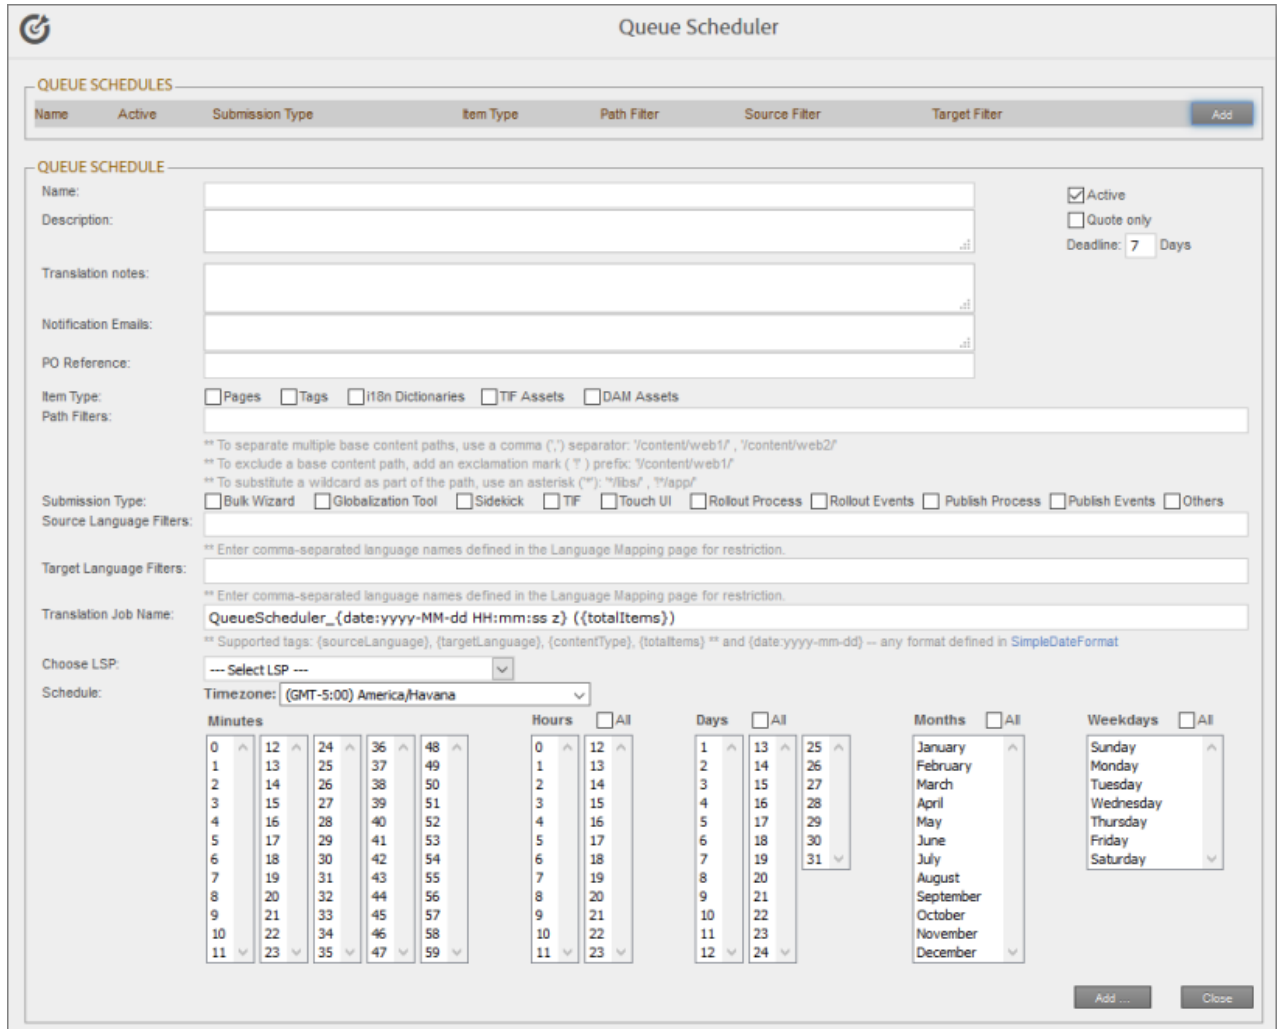 Queue Scheduler
QUEUE SCHEDULES
Name Active Submission Type Item Type Path Filter Source Filter Target Filter Add
QUEUE SCHEDULE
Name: Active
Description: Quote only
Deadline: 7 Days
Translation notes:
Notification Emails:
PO Reference:
Item Type: Pages Tags i18n Dictionaries TIF Assets DAM Assets
Path Filters:
** To separate multiple base content paths, use a comma (',') separator: '/content/web1/' , '/content/web2/'
** To exclude a base content path, add an exclamation mark ( '!' ) prefix: '!/content/web1/'
** To substitute a wildcard as part of the path, use an asterisk ('*'): '*/libs/' , '!*/app/'
Submission Type: Bulk Wizard Globalization Tool Sidekick TIF Touch UI Rollout Process Rollout Events Publish Process Publish Events Others
Source Language Filters:
** Enter comma-separated language names defined in the Language Mapping page for restriction.
Target Language Filters:
** Enter comma-separated language names defined in the Language Mapping page for restriction.
Translation Job Name: QueueScheduler_{date:yyyy-MM-dd HH:mm:ss z} ({totalItems})
** Supported tags: {sourceLanguage}, {targetLanguage}, {contentType}, {totalItems} ** and {date:yyyy-mm-dd} -- any format defined in SimpleDateFormat
Choose LSP: --- Select LSP ---
Schedule: Timezone: (GMT-5:00) America/Havana
Minutes Hours All Days All Months All Weekdays All
0 12 24 36 48 0 12 1 13 25 January Sunday
1 13 25 37 49 1 13 2 14 26 February Monday
2 14 26 38 50 2 14 3 15 27 March Tuesday
3 15 27 39 51 3 15 4 16 28 April Wednesday
4 16 28 40 52 4 16 5 17 29 May Thursday
5 17 29 41 53 5 17 6 18 30 June Friday
6 18 30 42 54 6 18 7 19 31 July Saturday
7 19 31 43 55 7 19 8 20 August
8 20 32 44 56 8 20 9 21 September
9 21 33 45 57 9 21 10 22 October
10 22 34 46 58 10 22 11 23 November
11 23 35 47 59 11 23 12 24 December
Add ... Close